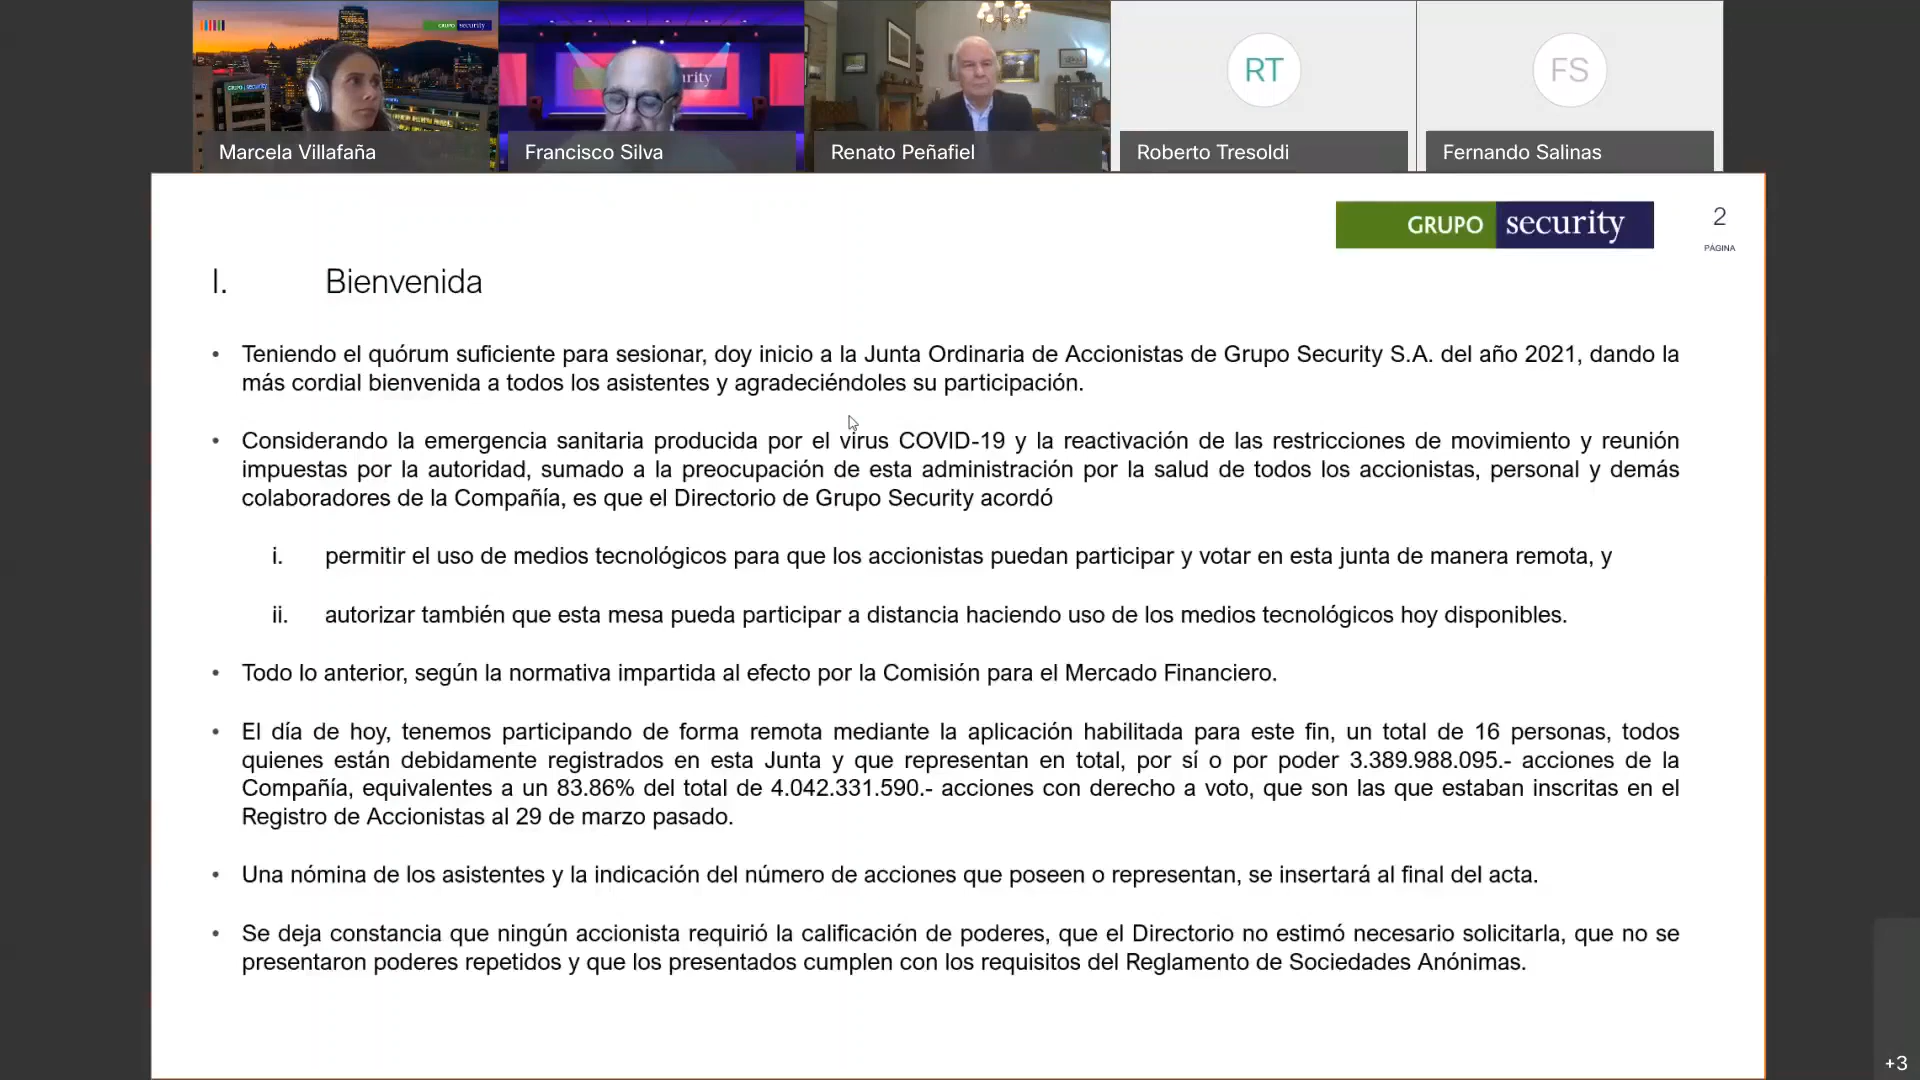 GRUPO security
GRUPO security
urity
RT
FS
Marcela Villafaña
Francisco Silva
Renato Peñafiel
Roberto Tresoldi
Fernando Salinas
GRUPO security
2
PÁGINA
I. Bienvenida
• Teniendo el quórum suficiente para sesionar, doy inicio a la Junta Ordinaria de Accionistas de Grupo Security S.A. del año 2021, dando la
más cordial bienvenida a todos los asistentes y agradeciéndoles su participación.
• Considerando la emergencia sanitaria producida por el virus COVID-19 y la reactivación de las restricciones de movimiento y reunión
impuestas por la autoridad, sumado a la preocupación de esta administración por la salud de todos los accionistas, personal y demás
colaboradores de la Compañía, es que el Directorio de Grupo Security acordó
i. permitir el uso de medios tecnológicos para que los accionistas puedan participar y votar en esta junta de manera remota, y
ii. autorizar también que esta mesa pueda participar a distancia haciendo uso de los medios tecnológicos hoy disponibles.
• Todo lo anterior, según la normativa impartida al efecto por la Comisión para el Mercado Financiero.
• El día de hoy, tenemos participando de forma remota mediante la aplicación habilitada para este fin, un total de 16 personas, todos
quienes están debidamente registrados en esta Junta y que representan en total, por sí o por poder 3.389.988.095.- acciones de la
Compañía, equivalentes a un 83.86% del total de 4.042.331.590.- acciones con derecho a voto, que son las que estaban inscritas en el
Registro de Accionistas al 29 de marzo pasado.
• Una nómina de los asistentes y la indicación del número de acciones que poseen o representan, se insertará al final del acta.
• Se deja constancia que ningún accionista requirió la calificación de poderes, que el Directorio no estimó necesario solicitarla, que no se
presentaron poderes repetidos y que los presentados cumplen con los requisitos del Reglamento de Sociedades Anónimas.
+3